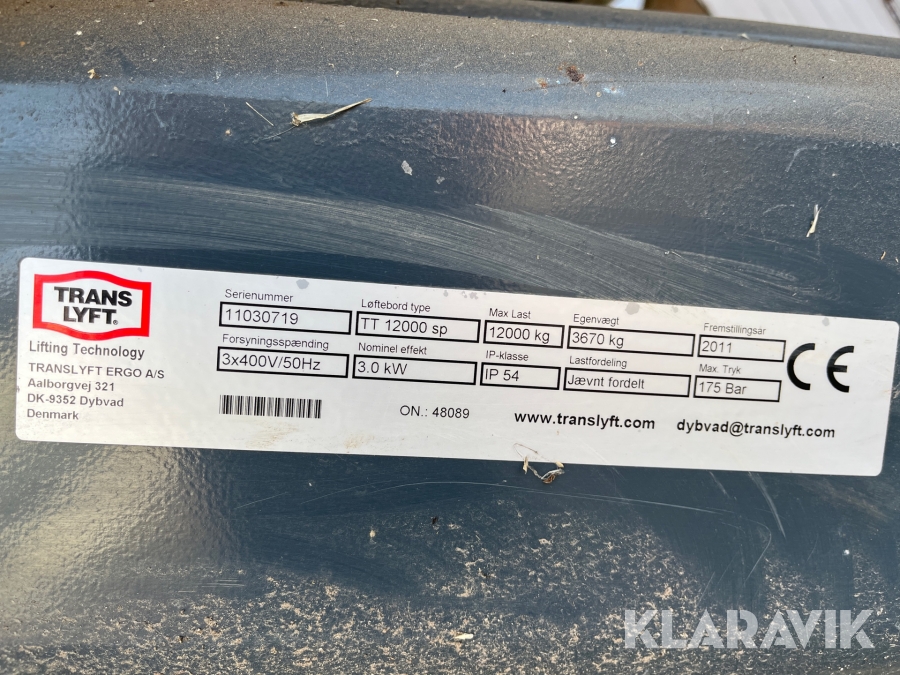 TRANS
LYFT®
Lifting Technology
TRANSLYFT ERGO A/S
Aalborgvej 321
DK-9352 Dybvad
Denmark
Serienummer
11030719
Løftebord type
TT 12000 sp
Max Last
12000 kg
Egenvægt
3670 kg
Fremstillingsår
2011
Forsyningsspænding
3x400V/50Hz
Nominel effekt
3.0 kW
IP-klasse
IP 54
Lastfordeling
Jævnt fordelt
Max. Tryk
175 Bar
CE
ON.: 48089
www.translyft.com
dybvad@translyft.com
KLARAVIK